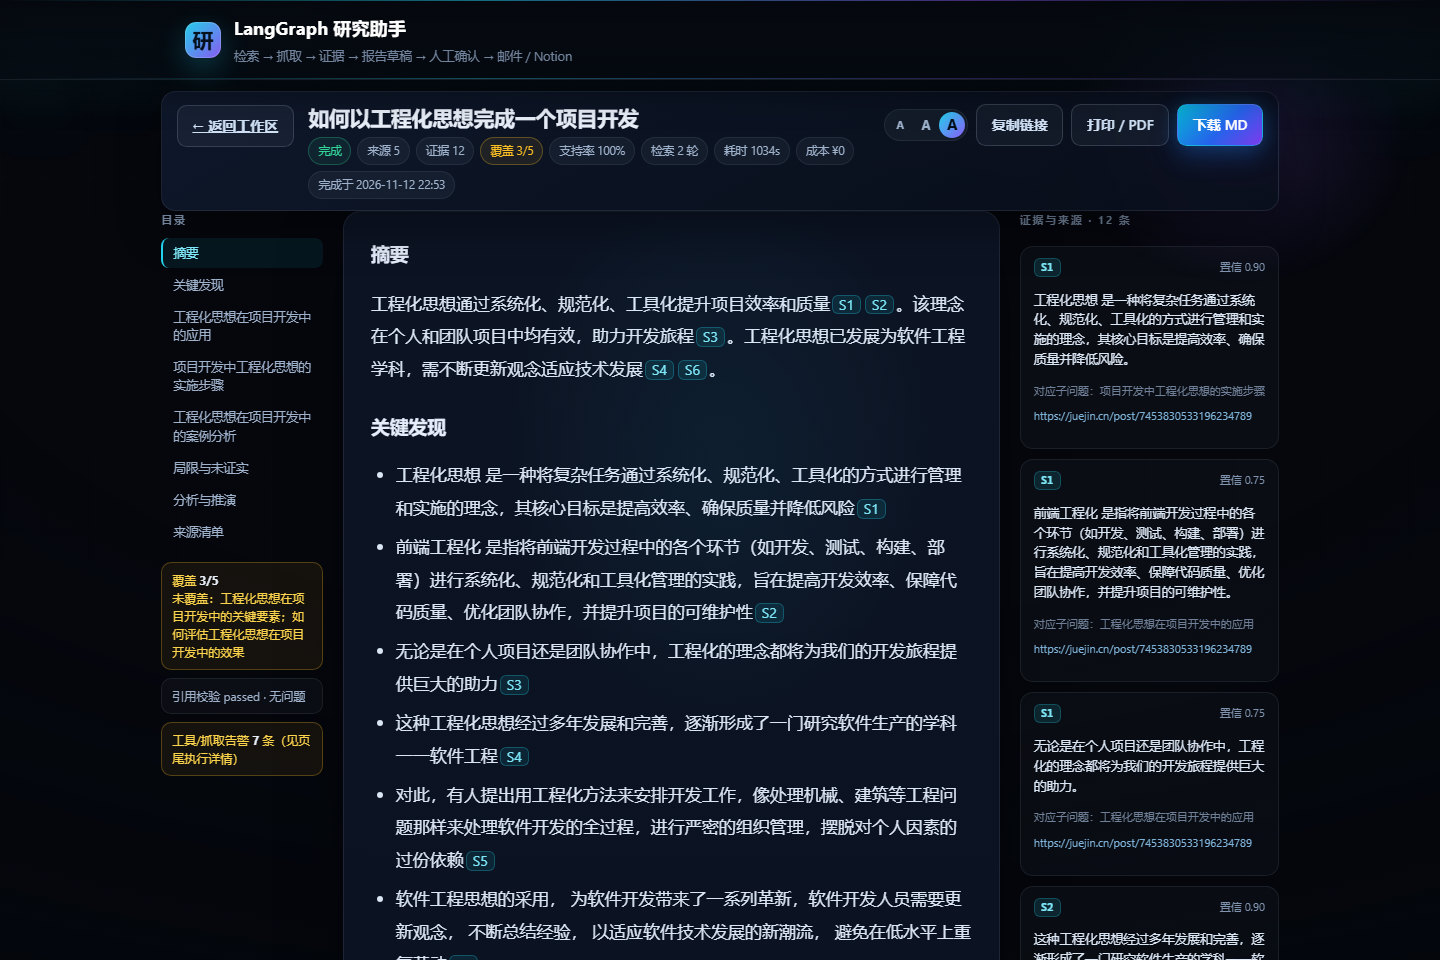 研
LangGraph 研究助手
检索 → 抓取 → 证据 → 报告草稿 → 人工确认 → 邮件 / Notion
← 返回工作区
如何以工程化思想完成一个项目开发
完成 来源 5 证据 12 覆盖 3/5 支持率 100% 检索 2 轮 耗时 1034s 成本 ¥0
完成于 2026-11-12 22:53
A A A
复制链接
打印 / PDF
下载 MD
目录
摘要
关键发现
工程化思想在项目开发中
的应用
项目开发中工程化思想的
实施步骤
工程化思想在项目开发中
的案例分析
局限与未证实
分析与推演
来源清单
覆盖 3/5
未覆盖：工程化思想在项
目开发中的关键要素；如
何评估工程化思想在项目
开发中的效果
引用校验 passed · 无问题
工具/抓取告警 7 条（见页
尾执行详情）
摘要
工程化思想通过系统化、规范化、工具化提升项目效率和质量 S1 S2 。该理念
在个人和团队项目中均有效，助力开发旅程 S3 。工程化思想已发展为软件工程
学科，需不断更新观念适应技术发展 S4 S6 。
关键发现
• 工程化思想 是一种将复杂任务通过系统化、规范化、工具化的方式进行管理
和实施的理念，其核心目标是提高效率、确保质量并降低风险 S1
• 前端工程化 是指将前端开发过程中的各个环节（如开发、测试、构建、部
署）进行系统化、规范化和工具化管理的实践，旨在提高开发效率、保障代
码质量、优化团队协作，并提升项目的可维护性 S2
• 无论是在个人项目还是团队协作中，工程化的理念都将为我们的开发旅程提
供巨大的助力 S3
• 这种工程化思想经过多年发展和完善，逐渐形成了一门研究软件生产的学科
——软件工程 S4
• 对此，有人提出用工程化方法来安排开发工作，像处理机械、建筑等工程问
题那样来处理软件开发的全过程，进行严密的组织管理，摆脱对个人因素的
过份依赖 S5
• 软件工程思想的采用， 为软件开发带来了一系列革新，软件开发人员需要更
新观念， 不断总结经验， 以适应软件技术发展的新潮流， 避免在低水平上重
证据与来源 · 12 条
S1 置信 0.90
工程化思想 是一种将复杂任务通过系统
化、规范化、工具化的方式进行管理和实
施的理念，其核心目标是提高效率、确保
质量并降低风险。
对应子问题：项目开发中工程化思想的实施步骤
https://juejin.cn/post/7453830533196234789
S1 置信 0.75
前端工程化 是指将前端开发过程中的各
个环节（如开发、测试、构建、部署）进
行系统化、规范化和工具化管理的实践，
旨在提高开发效率、保障代码质量、优化
团队协作，并提升项目的可维护性。
对应子问题：工程化思想在项目开发中的应用
https://juejin.cn/post/7453830533196234789
S1 置信 0.75
无论是在个人项目还是团队协作中，工程
化的理念都将为我们的开发旅程提供巨大
的助力。
对应子问题：工程化思想在项目开发中的应用
https://juejin.cn/post/7453830533196234789
S2 置信 0.90
这种工程化思想经过多年发展和完善，逐
渐形成了一门研究软件生产的学科——软